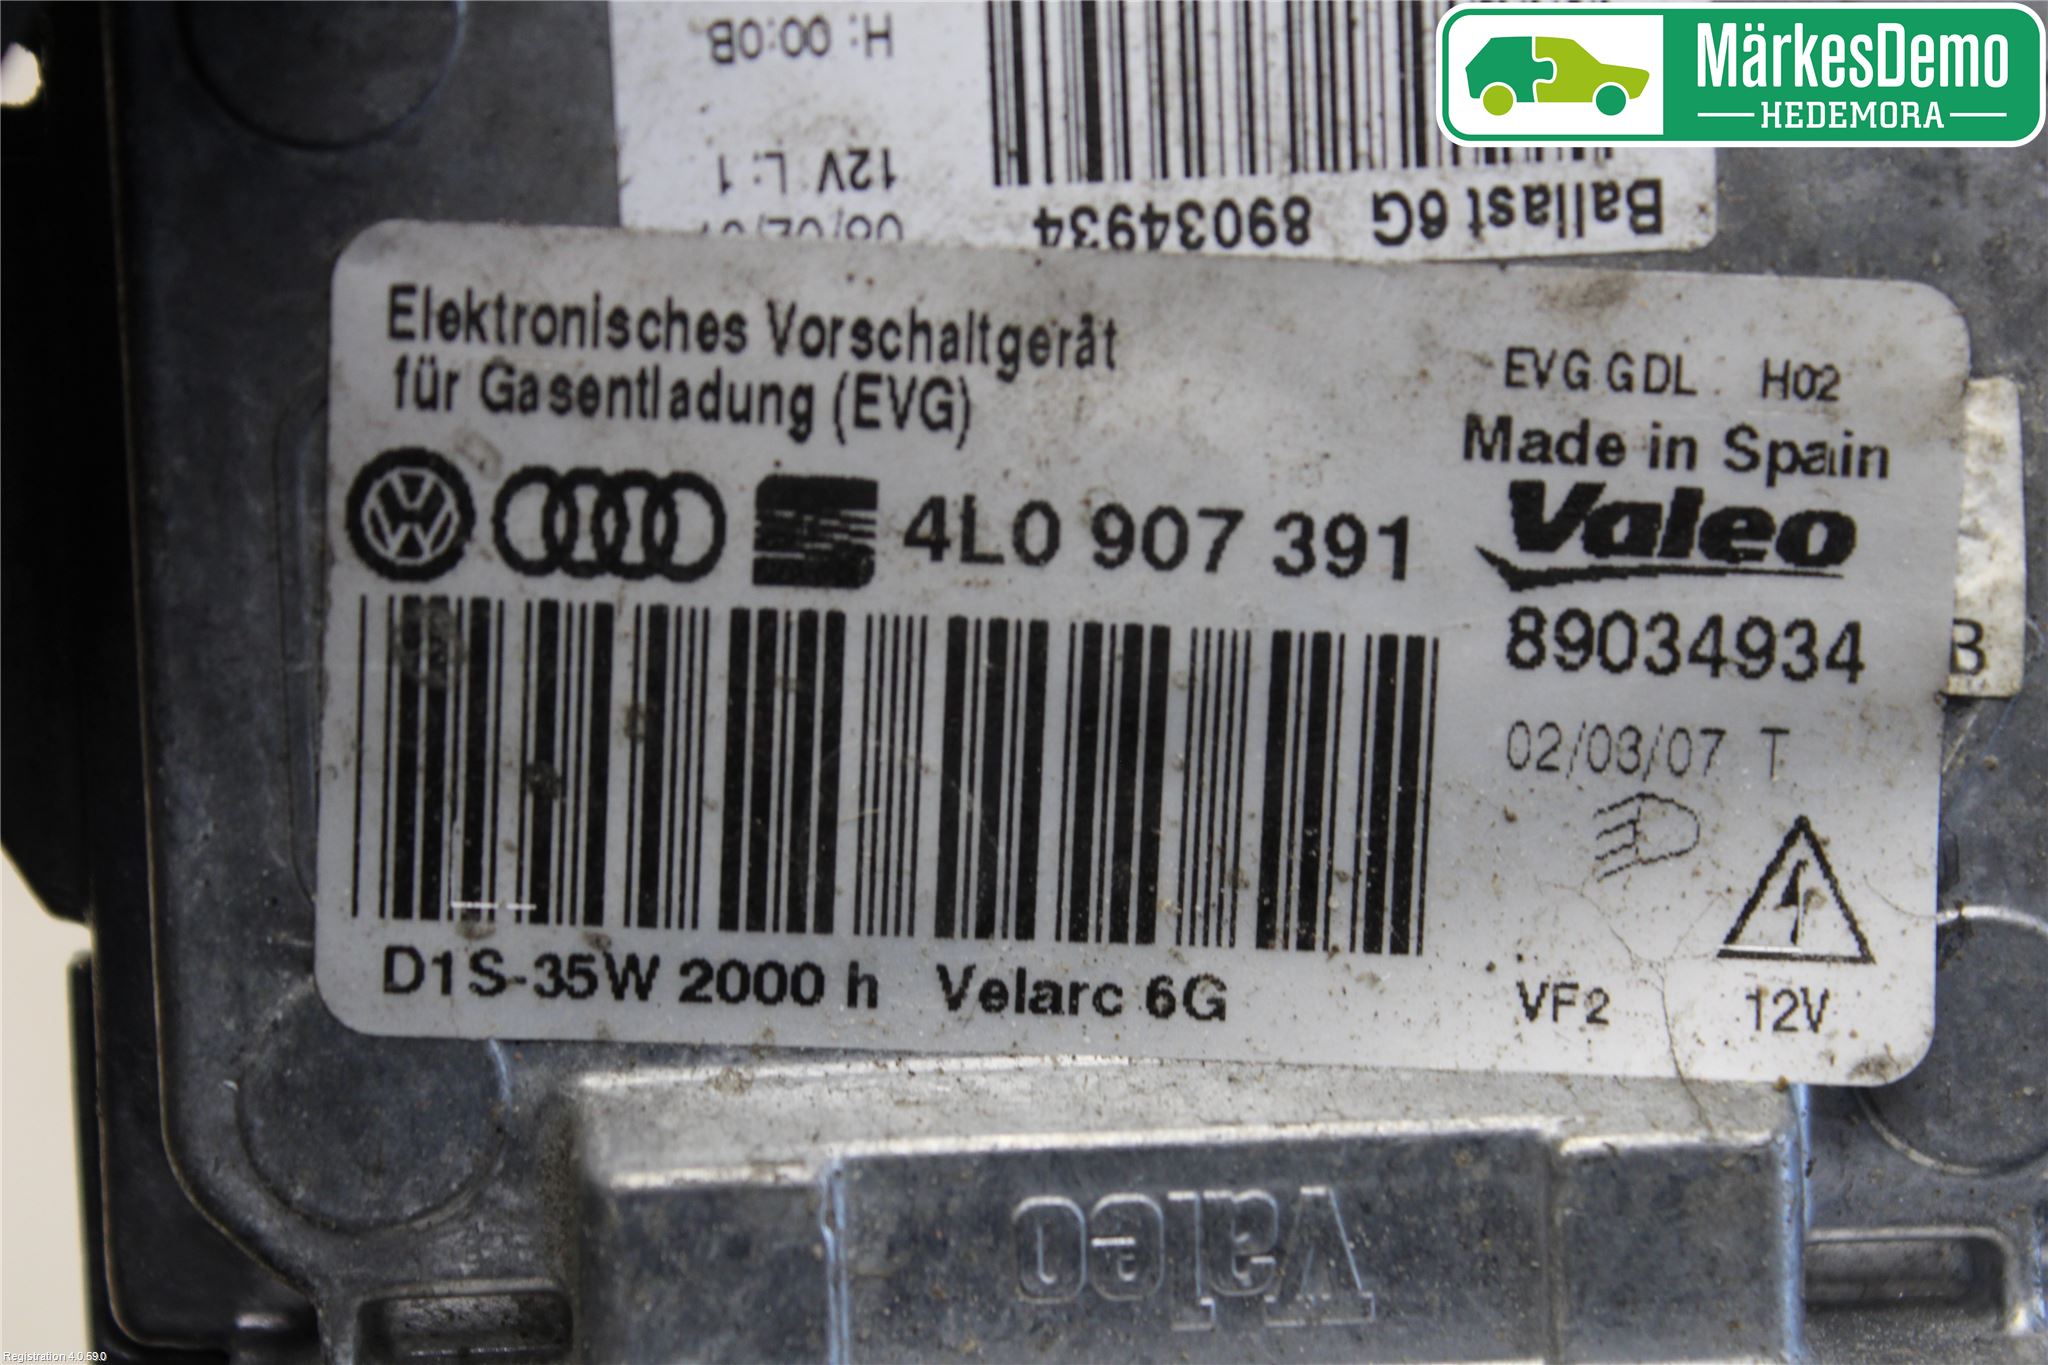 MärkesDemo
HEDEMORA
H: 00:0B
12V L: 1
Ballast 6G 89034934
Elektronisches Vorschaltgerät
für Gasentladung (EVG)
EVG GDL H02
Made in Spain
4L0 907 391
Valeo
89034934
B
02/03/07 T
D1S-35W 2000 h Velarc 6G
VF2
12V
Valeo
Registration 4.0.59.0